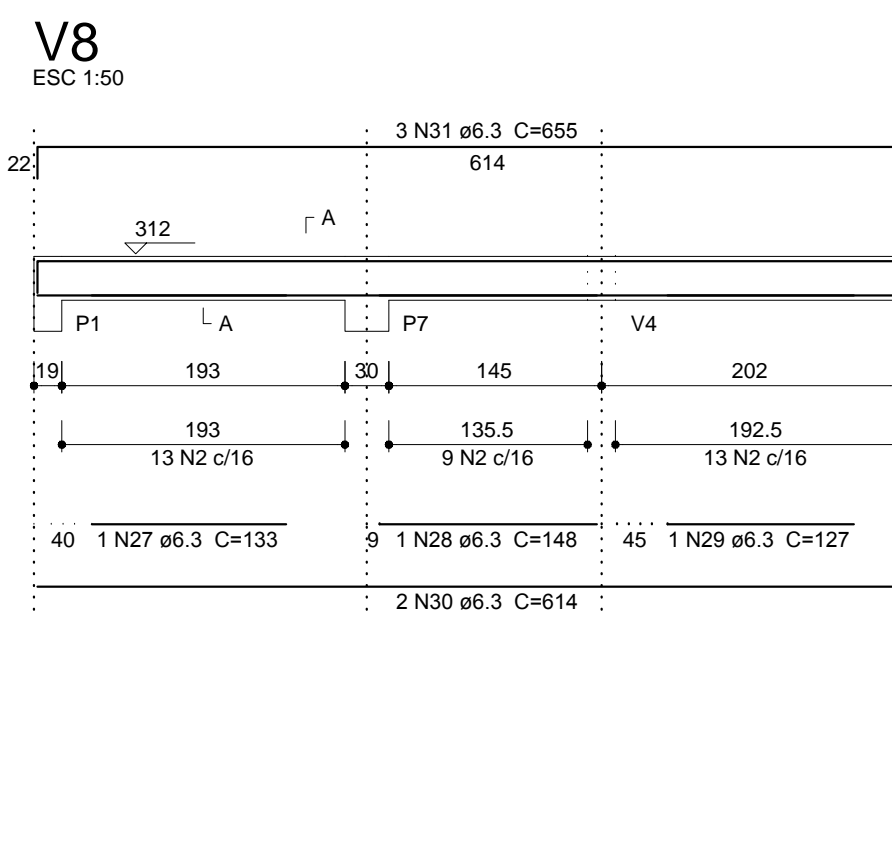 V8
ESC 1:50
3 N31 ø6.3 C=655
22
614
312
A
P1
A
P7
V4
19
193
30
145
202
193
135.5
192.5
13 N2 c/16
9 N2 c/16
13 N2 c/16
40
1 N27 ø6.3 C=133
9
1 N28 ø6.3 C=148
45
1 N29 ø6.3 C=127
2 N30 ø6.3 C=614